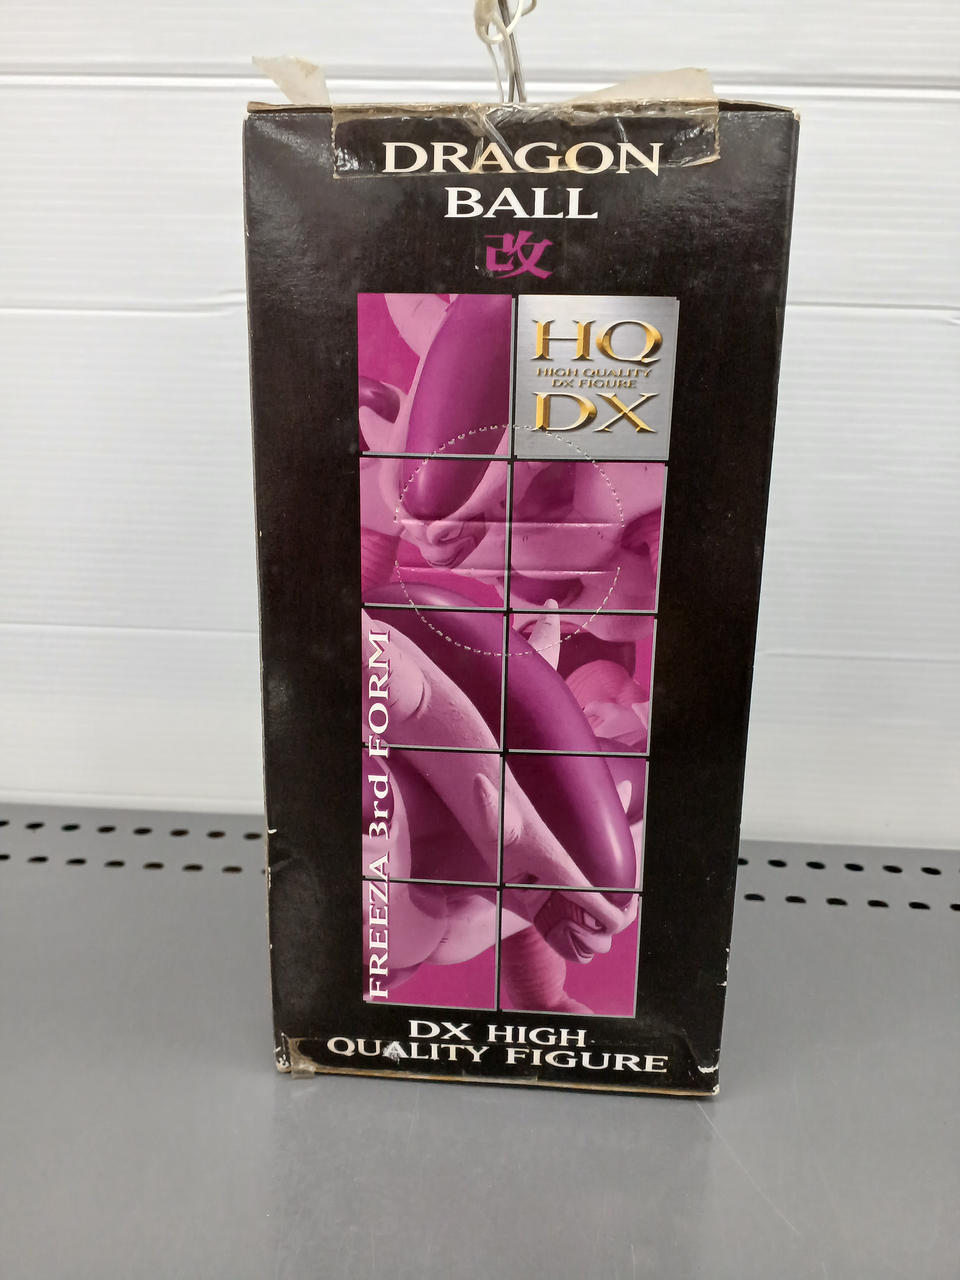 DRAGON
BALL
改
HQ
HIGH QUALITY
DX FIGURE
DX
FREEZA 3rd FORM
DX HIGH
QUALITY FIGURE